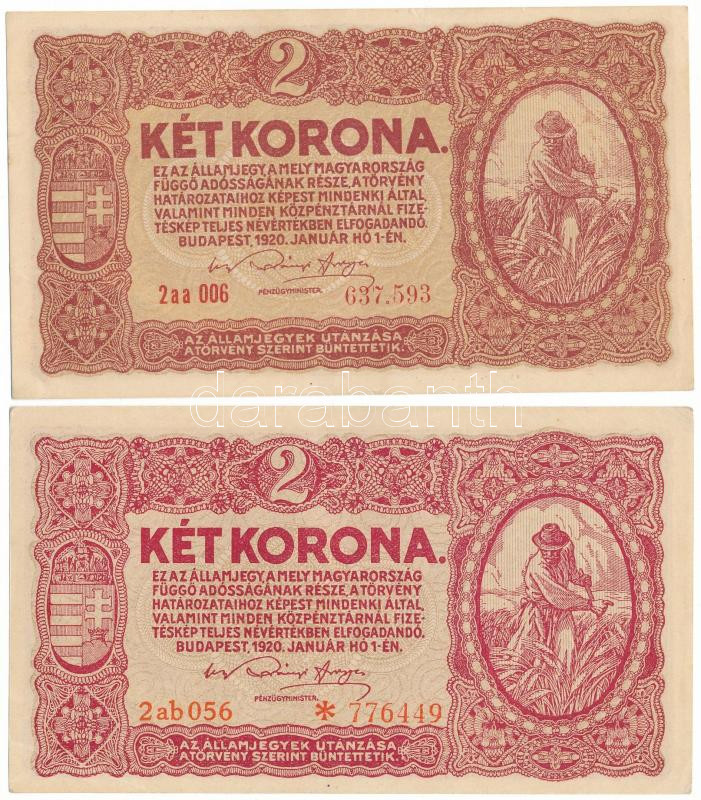 2
KÉT KORONA.
EZ AZ ÁLLAMJEGY, A MELY MAGYARORSZÁG
FÜGGŐ ADÓSSÁGÁNAK RÉSZE, A TÖRVÉNY
HATÁROZATAIHOZ KÉPEST MINDENKI ÁLTAL,
VALAMINT MINDEN KÖZPÉNZTÁRNÁL FIZE-
TÉSKÉP TELJES NÉVÉRTÉKBEN ELFOGADANDÓ.
BUDAPEST, 1920. JANUÁR HÓ 1-ÉN.
2aa 006 PÉNZÜGYMINISTER. 637.593
AZ ÁLLAMJEGYEK UTÁNZÁSA
A TÖRVÉNY SZERINT BÜNTETTETIK.
darabanth
2
KÉT KORONA.
EZ AZ ÁLLAMJEGY, A MELY MAGYARORSZÁG
FÜGGŐ ADÓSSÁGÁNAK RÉSZE, A TÖRVÉNY
HATÁROZATAIHOZ KÉPEST MINDENKI ÁLTAL,
VALAMINT MINDEN KÖZPÉNZTÁRNÁL FIZE-
TÉSKÉP TELJES NÉVÉRTÉKBEN ELFOGADANDÓ.
BUDAPEST, 1920. JANUÁR HÓ 1-ÉN.
PÉNZÜGYMINISTER.
2ab056 * 776449
AZ ÁLLAMJEGYEK UTÁNZÁSA
A TÖRVÉNY SZERINT BÜNTETTETIK.